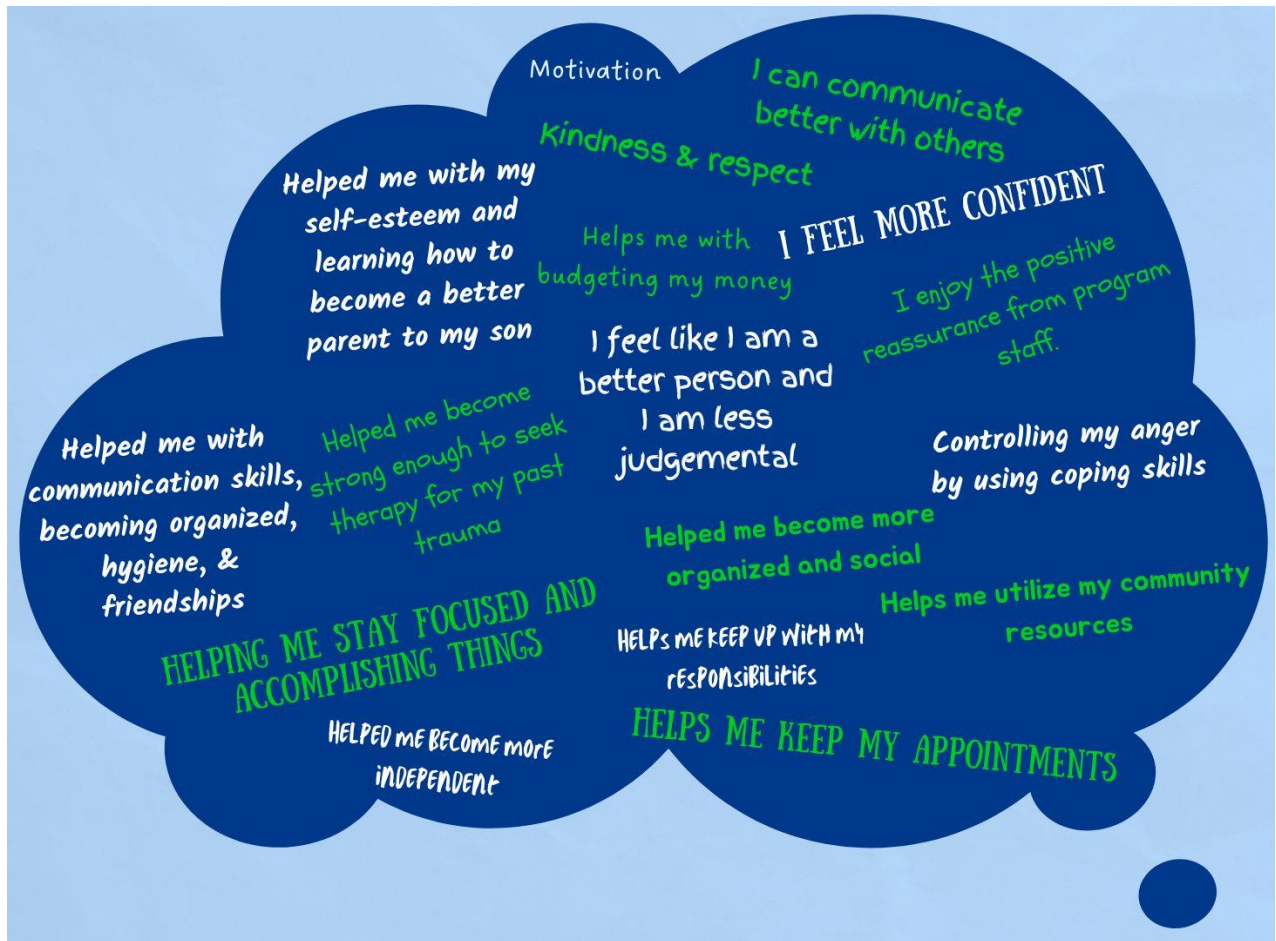 Motivation
I can communicate
better with others
Kindness & respect
Helped me with my
self-esteem and
learning how to
become a better
parent to my son
I FEEL MORE CONFIDENT
Helps me with
budgeting my money
I enjoy the positive
reassurance from program
staff.
I feel like I am a
better person and
I am less
judgemental
Helped me with
communication skills,
becoming organized,
hygiene, &
friendships
Helped me become
strong enough to seek
therapy for my past
trauma
Controlling my anger
by using coping skills
Helped me become more
organized and social
Helps me utilize my community
resources
HELPING ME STAY FOCUSED AND
ACCOMPLISHING THINGS
HELPs mE KEEP UP WitH mY
rEsPONsiBiLitiEs
HELPED mE BECOmE morE
iNDEPENDENt
HELPS ME KEEP MY APPOINTMENTS